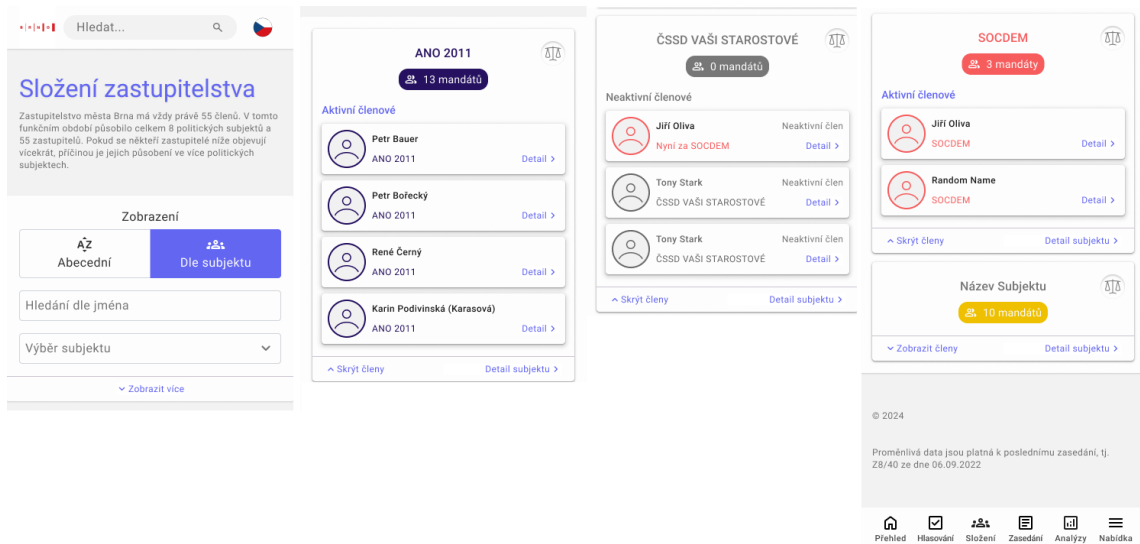 Hledat...
Složení zastupitelstva
Zastupitelstvo města Brna má vždy právě 55 členů. V tomto
funkčním období působilo celkem 8 politických subjektů a
55 zastupitelů. Pokud se někteří zastupitelé níže objevují
vícekrát, příčinou je jejich působení ve více politických
subjektech.
Zobrazení
AZ
Abecední
Dle subjektu
Hledání dle jména
Výběr subjektu
Zobrazit více
ANO 2011
13 mandátů
Aktivní členové
Petr Bauer
ANO 2011
Detail
Petr Bořecký
ANO 2011
Detail
René Černý
ANO 2011
Detail
Karin Podivinská (Karasová)
ANO 2011
Detail
Skrýt členy
Detail subjektu
ČSSD VAŠI STAROSTOVÉ
0 mandátů
Neaktivní členové
Jiří Oliva
Neaktivní člen
Nyní za SOCDEM
Detail
Tony Stark
Neaktivní člen
ČSSD VAŠI STAROSTOVÉ
Detail
Tony Stark
Neaktivní člen
ČSSD VAŠI STAROSTOVÉ
Detail
Skrýt členy
Detail subjektu
SOCDEM
3 mandáty
Aktivní členové
Jiří Oliva
SOCDEM
Detail
Random Name
SOCDEM
Detail
Skrýt členy
Detail subjektu
Název Subjektu
10 mandátů
Zobrazit členy
Detail subjektu
© 2024
Proměnlivá data jsou platná k poslednímu zasedání, tj.
Z8/40 ze dne 06.09.2022
Přehled
Hlasování
Složení
Zasedání
Analýzy
Nabídka